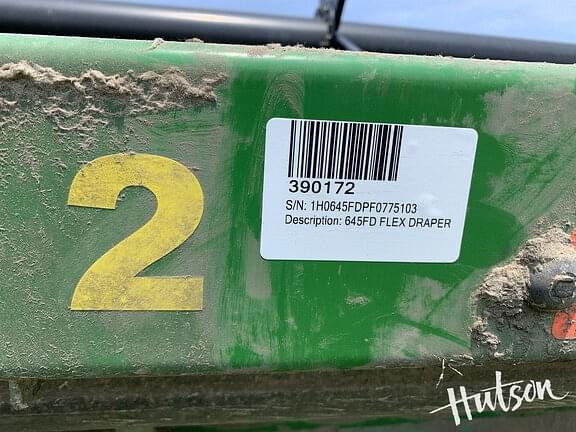 2
390172
S/N: 1H0645FDPF0775103
Description: 645FD FLEX DRAPER
Hutson